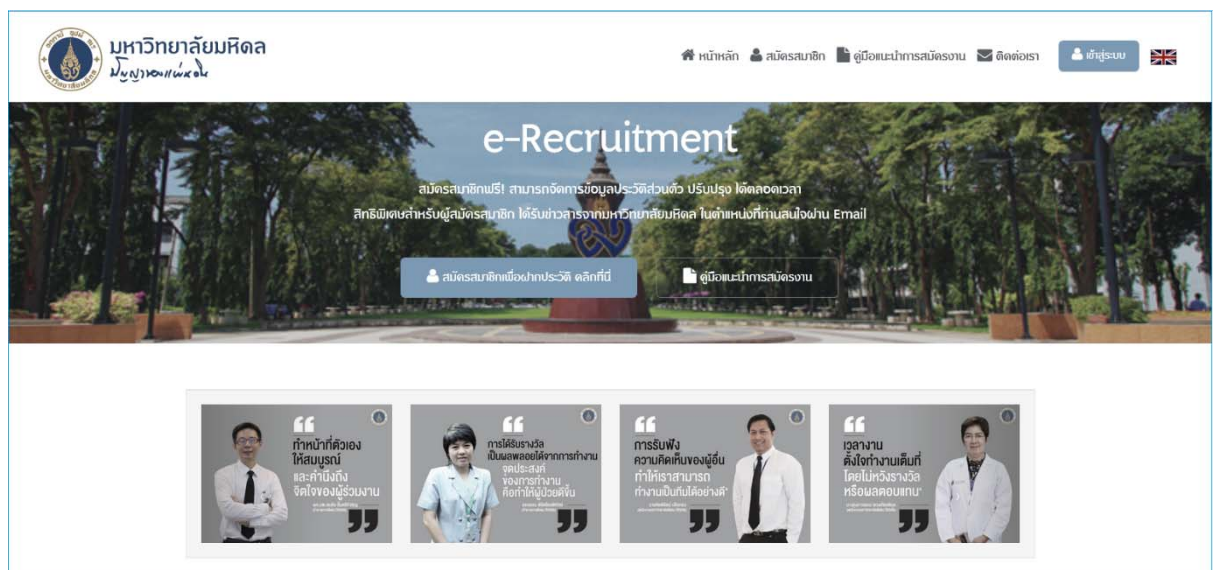 มหาวิทยาลัยมหิดล
ปัญญาของแผ่นดิน
หน้าหลัก สมัครสมาชิก คู่มือแนะนำการสมัครงาน ติดต่อเรา เข้าสู่ระบบ
e-Recruitment
สมัครสมาชิกฟรี! สามารถจัดการข้อมูลประวัติส่วนตัว ปรับปรุง ได้ตลอดเวลา
สิทธิพิเศษสำหรับผู้สมัครสมาชิก ได้รับข่าวสารจากมหาวิทยาลัยมหิดล ในตำแหน่งที่ท่านสนใจผ่าน Email
สมัครสมาชิกเพื่อฝากประวัติ คลิกที่นี่ คู่มือแนะนำการสมัครงาน
“
ทำหน้าที่ตัวเอง
ให้สมบูรณ์
และคำนึงถึง
จิตใจของผู้ร่วมงาน
”
“
การได้รับรางวัล
เป็นผลพลอยได้จากการทำงาน
จุดประสงค์
ของการทำงาน
คือทำให้ผู้ป่วยดีขึ้น
”
“
การรับฟัง
ความคิดเห็นของผู้อื่น
ทำให้เราสามารถ
ทำงานเป็นทีมได้อย่างดี"
”
“
เวลางาน
ตั้งใจทำงานเต็มที่
โดยไม่หวังรางวัล
หรือผลตอบแทน"
”